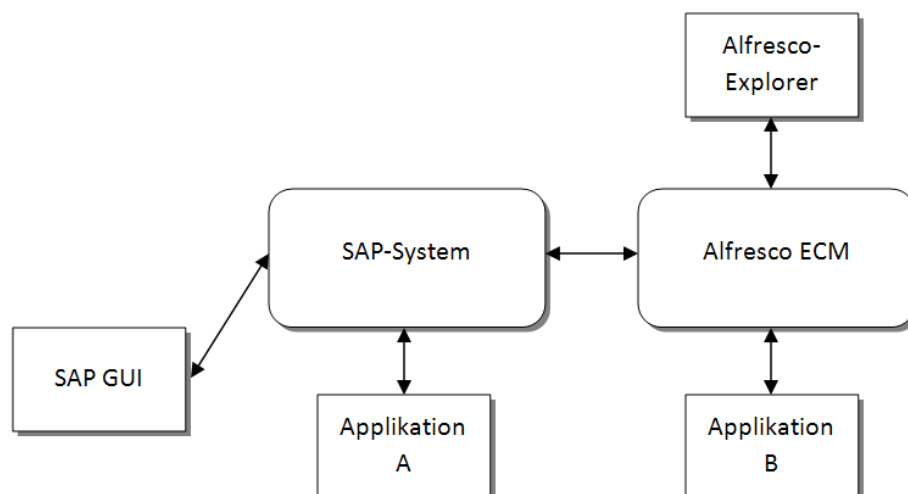 Alfresco-
Explorer
SAP-System
Alfresco ECM
SAP GUI
Applikation
A
Applikation
B